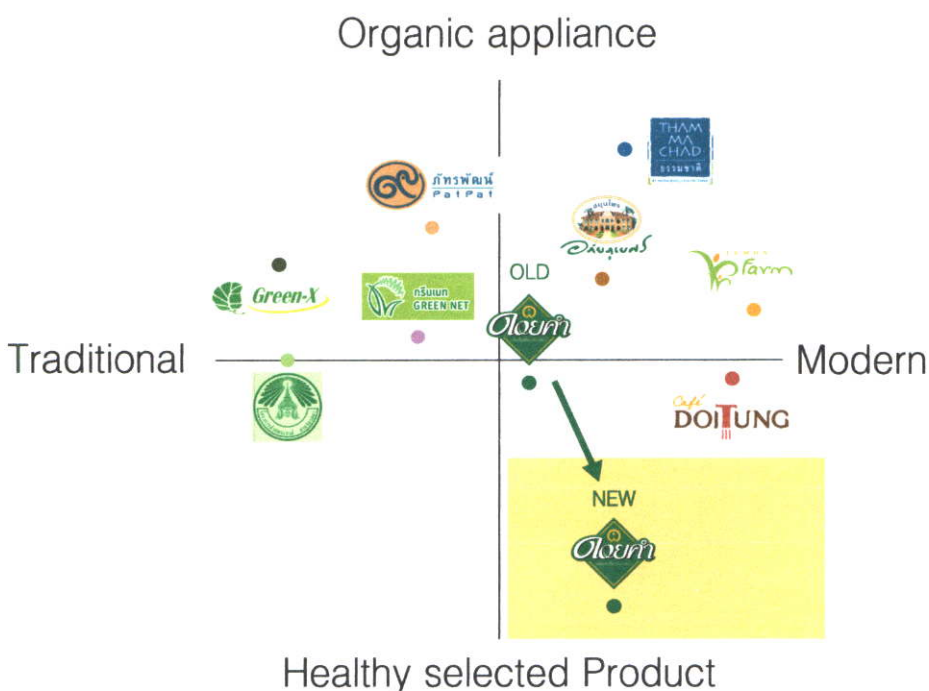 Organic appliance
THAM
MA
CHAD
ธรรมชาติ
ภัทรพัฒน์
PatPat
อภัยภูเบศร
OLD
Farm
Green-X
กรีนเนท
GREEN NET
ดอยคำ
Traditional
Modern
Café
DOITUNG
NEW
ดอยคำ
Healthy selected Product